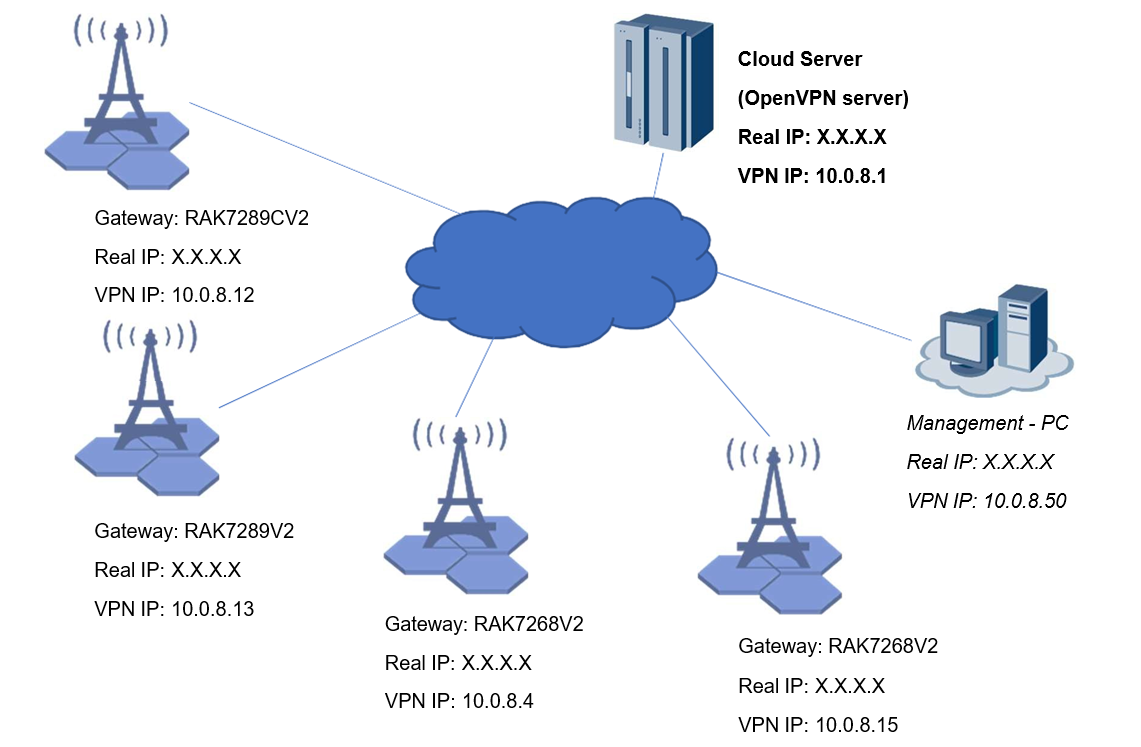 Cloud Server
(OpenVPN server)
Real IP: X.X.X.X
VPN IP: 10.0.8.1
Gateway: RAK7289CV2
Real IP: X.X.X.X
VPN IP: 10.0.8.12
Management - PC
Real IP: X.X.X.X
VPN IP: 10.0.8.50
Gateway: RAK7289V2
Real IP: X.X.X.X
VPN IP: 10.0.8.13
Gateway: RAK7268V2
Real IP: X.X.X.X
VPN IP: 10.0.8.4
Gateway: RAK7268V2
Real IP: X.X.X.X
VPN IP: 10.0.8.15